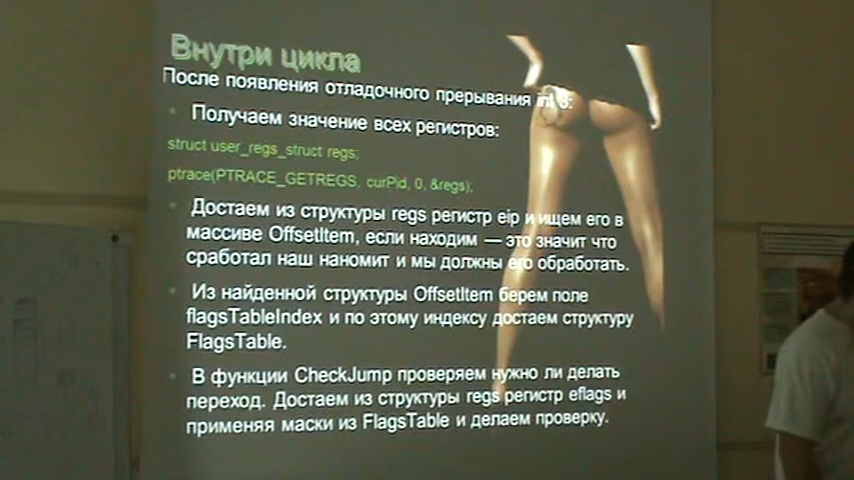 Внутри цикла
После появления отладочного прерывания int 3:
Получаем значение всех регистров:
struct user_regs_struct regs;
ptrace(PTRACE_GETREGS, curPid, 0, &regs);
Достаем из структуры regs регистр eip и ищем его в
массиве OffsetItem, если находим — это значит что
сработал наш наномит и мы должны его обработать.
Из найденной структуры OffsetItem берем поле
flagsTableIndex и по этому индексу достаем структуру
FlagsTable.
В функции CheckJump проверяем нужно ли делать
переход. Достаем из структуры regs регистр eflags и
применяя маски из FlagsTable и делаем проверку.